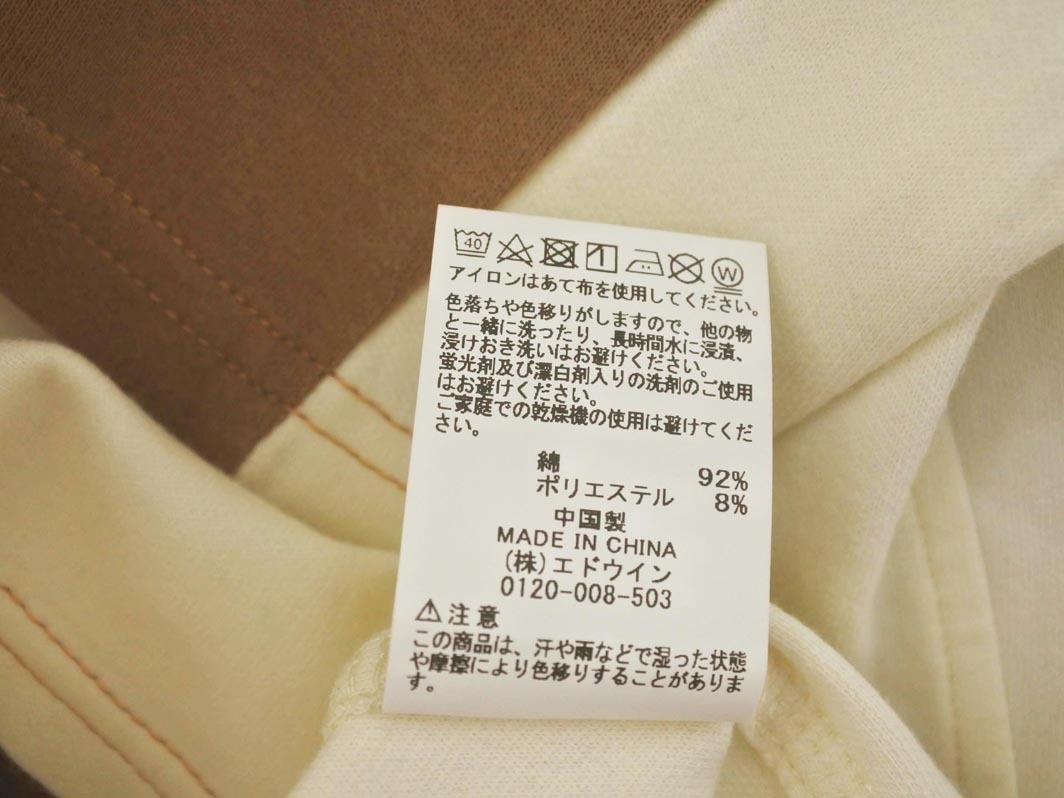 40 W
アイロンはあて布を使用してください。
色落ちや色移りがしますので、他の物
と一緒に洗ったり、長時間水に浸漬、
浸けおき洗いはお避けください。
蛍光剤及び漂白剤入りの洗剤のご使用
はお避けください。
ご家庭での乾燥機の使用は避けてくだ
さい。
綿 92%
ポリエステル 8%
中国製
MADE IN CHINA
(株)エドウイン
0120-008-503
⚠注意
この商品は、汗や雨などで湿った状態
や摩擦により色移りすることがありま
す。